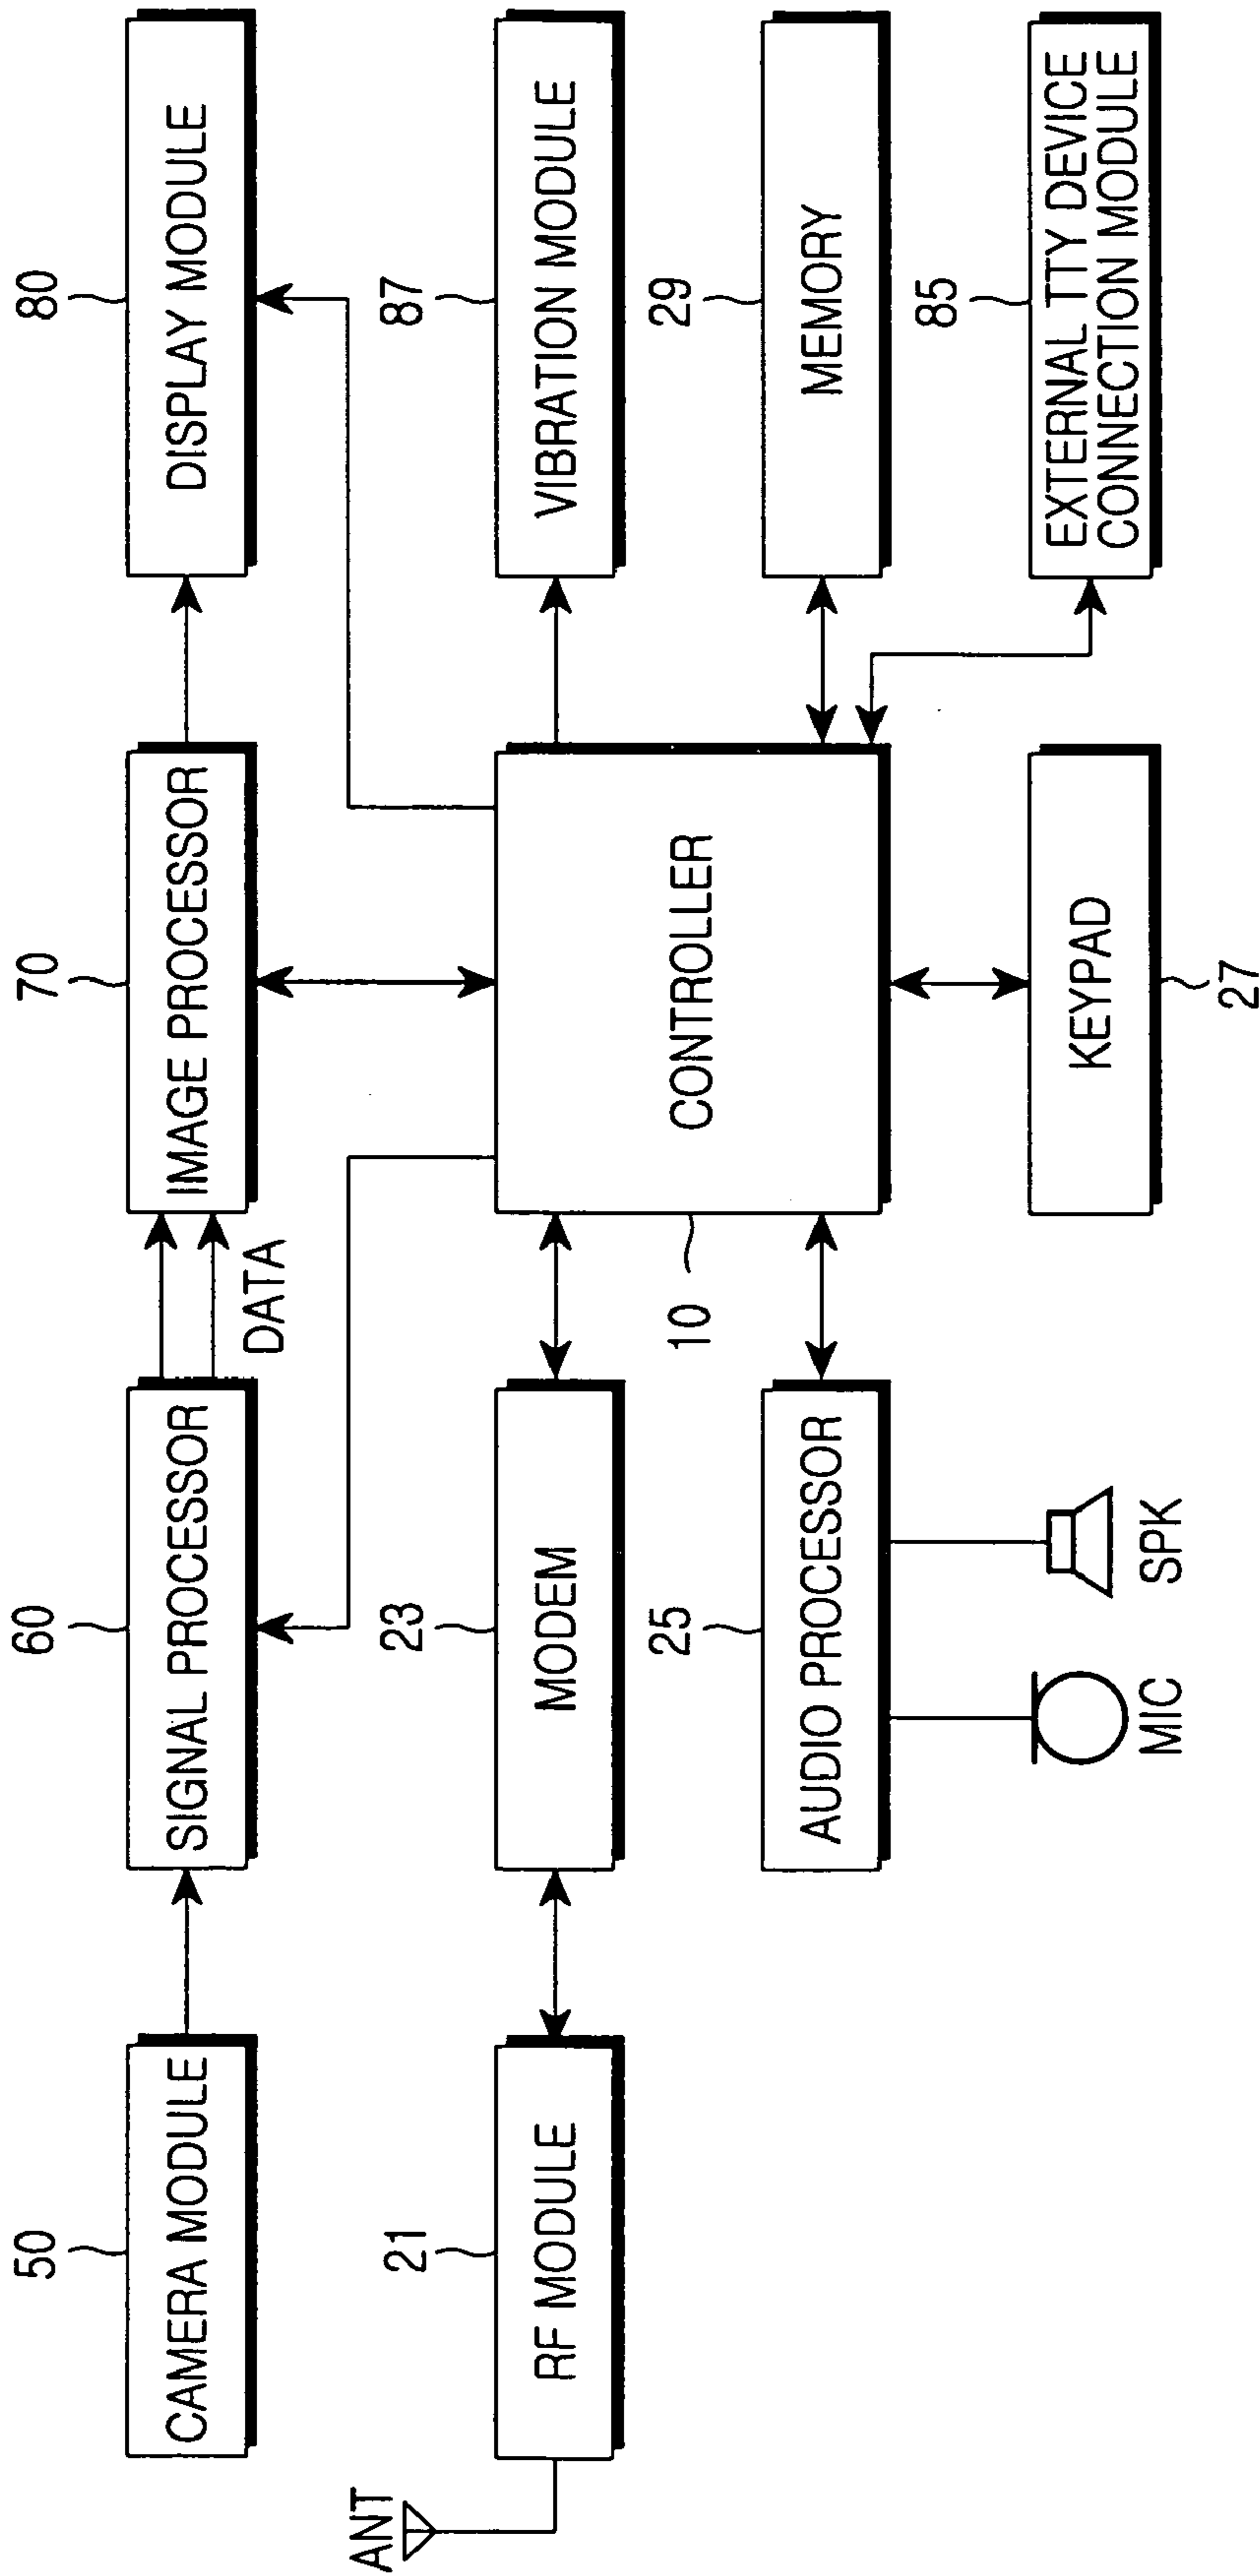 50
CAMERA MODULE
60
SIGNAL PROCESSOR
DATA
70
IMAGE PROCESSOR
80
DISPLAY MODULE
ANT
21
RF MODULE
23
MODEM
10
CONTROLLER
87
VIBRATION MODULE
25
AUDIO PROCESSOR
29
MEMORY
MIC
SPK
KEYPAD
27
85
EXTERNAL TTY DEVICE
CONNECTION MODULE